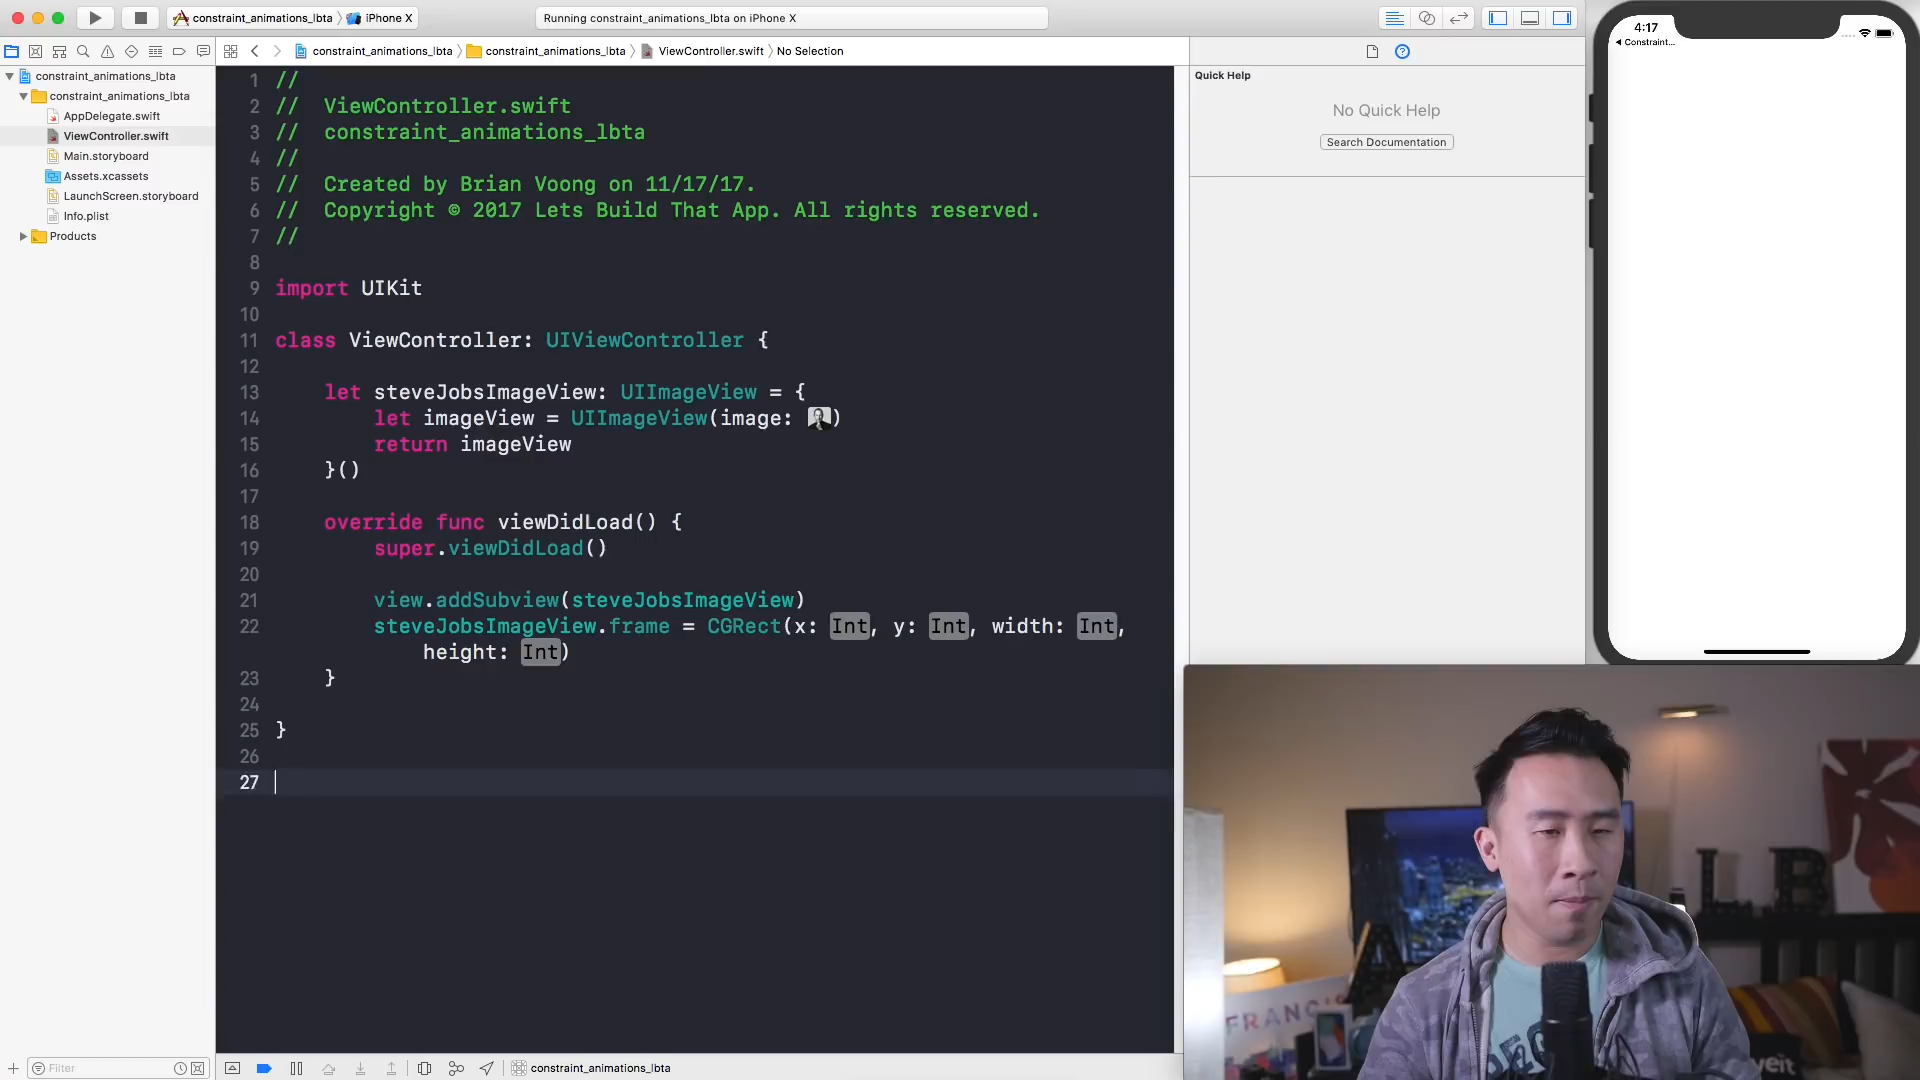 constraint_animations_lbta
iPhone X
Running constraint_animations_lbta on iPhone X
constraint_animations_lbta
constraint_animations_lbta
ViewController.swift
No Selection
constraint_animations_lbta
constraint_animations_lbta
AppDelegate.swift
ViewController.swift
Main.storyboard
Assets.xcassets
LaunchScreen.storyboard
Info.plist
Products
1 //
2 //  ViewController.swift
3 //  constraint_animations_lbta
4 //
5 //  Created by Brian Voong on 11/17/17.
6 //  Copyright © 2017 Lets Build That App. All rights reserved.
7 //
8
9 import UIKit
10
11 class ViewController: UIViewController {
12
13     let steveJobsImageView: UIImageView = {
14         let imageView = UIImageView(image: )
15         return imageView
16     }()
17
18     override func viewDidLoad() {
19         super.viewDidLoad()
20
21         view.addSubview(steveJobsImageView)
22         steveJobsImageView.frame = CGRect(x: Int, y: Int, width: Int,
            height: Int)
23     }
24
25 }
26
27
Quick Help
No Quick Help
Search Documentation
4:17
Constraint...
Filter
constraint_animations_lbta
FRANCIS
A
L B